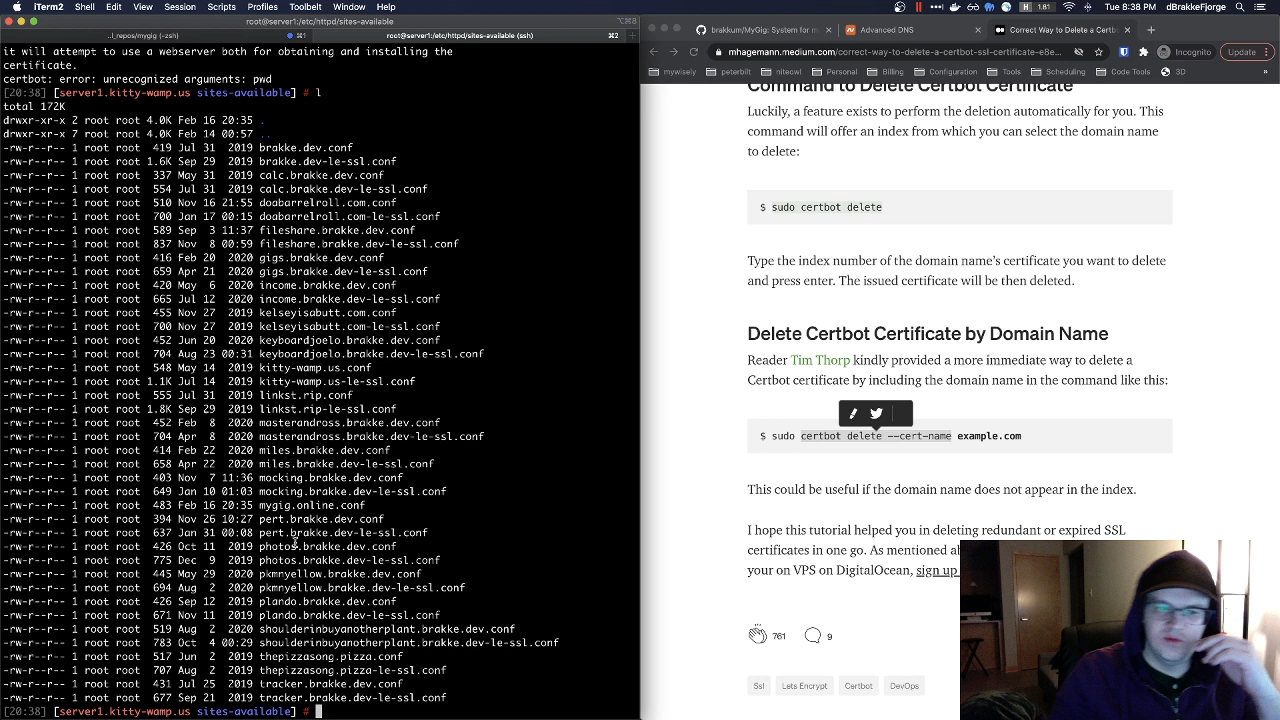 iTerm2 Shell Edit View Session Scripts Profiles Toolbelt Window Help
1.81
Tue Feb 16 8:38 PM DBrakkeFjorge
root@server1:/etc/httpd/sites-available
⌥⌘8
..l_repos/mygig (-zsh) ⌘1 root@server1:/etc/httpd/sites-available (ssh) ⌘2
it will attempt to use a webserver both for obtaining and installing the
certificate.
certbot: error: unrecognized arguments: pwd
[20:38] [server1.kitty-wamp.us sites-available] # l
total 172K
drwxr-xr-x 2 root root 4.0K Feb 16 20:35 .
drwxr-xr-x 7 root root 4.0K Feb 14 00:57 ..
-rw-r--r-- 1 root root 419 Jul 31 2019 brakke.dev.conf
-rw-r--r-- 1 root root 1.6K Sep 29 2019 brakke.dev-le-ssl.conf
-rw-r--r-- 1 root root 337 May 31 2019 calc.brakke.dev.conf
-rw-r--r-- 1 root root 554 Jul 31 2019 calc.brakke.dev-le-ssl.conf
-rw-r--r-- 1 root root 510 Nov 16 21:55 doabarrelroll.com.conf
-rw-r--r-- 1 root root 700 Jan 17 00:15 doabarrelroll.com-le-ssl.conf
-rw-r--r-- 1 root root 589 Sep 3 11:37 fileshare.brakke.dev.conf
-rw-r--r-- 1 root root 837 Nov 8 00:59 fileshare.brakke.dev-le-ssl.conf
-rw-r--r-- 1 root root 416 Feb 20 2020 gigs.brakke.dev.conf
-rw-r--r-- 1 root root 659 Apr 21 2020 gigs.brakke.dev-le-ssl.conf
-rw-r--r-- 1 root root 420 May 6 2020 income.brakke.dev.conf
-rw-r--r-- 1 root root 665 Jul 12 2020 income.brakke.dev-le-ssl.conf
-rw-r--r-- 1 root root 455 Nov 27 2019 kelseyisabutt.com.conf
-rw-r--r-- 1 root root 700 Nov 27 2019 kelseyisabutt.com-le-ssl.conf
-rw-r--r-- 1 root root 452 Jun 20 2020 keyboardjoelo.brakke.dev.conf
-rw-r--r-- 1 root root 704 Aug 23 00:31 keyboardjoelo.brakke.dev-le-ssl.conf
-rw-r--r-- 1 root root 548 May 14 2019 kitty-wamp.us.conf
-rw-r--r-- 1 root root 1.1K Jul 14 2019 kitty-wamp.us-le-ssl.conf
-rw-r--r-- 1 root root 555 Jul 31 2019 linkst.rip.conf
-rw-r--r-- 1 root root 1.8K Sep 29 2019 linkst.rip-le-ssl.conf
-rw-r--r-- 1 root root 452 Feb 8 2020 masterandross.brakke.dev.conf
-rw-r--r-- 1 root root 704 Apr 8 2020 masterandross.brakke.dev-le-ssl.conf
-rw-r--r-- 1 root root 414 Feb 22 2020 miles.brakke.dev.conf
-rw-r--r-- 1 root root 658 Apr 22 2020 miles.brakke.dev-le-ssl.conf
-rw-r--r-- 1 root root 403 Nov 7 11:36 mocking.brakke.dev.conf
-rw-r--r-- 1 root root 649 Jan 10 01:03 mocking.brakke.dev-le-ssl.conf
-rw-r--r-- 1 root root 483 Feb 16 20:35 mygig.online.conf
-rw-r--r-- 1 root root 394 Nov 26 10:27 pert.brakke.dev.conf
-rw-r--r-- 1 root root 637 Jan 31 00:08 pert.brakke.dev-le-ssl.conf
-rw-r--r-- 1 root root 426 Oct 11 2019 photos.brakke.dev.conf
-rw-r--r-- 1 root root 775 Dec 9 2019 photos.brakke.dev-le-ssl.conf
-rw-r--r-- 1 root root 445 May 29 2020 pkmnyellow.brakke.dev.conf
-rw-r--r-- 1 root root 694 Aug 2 2020 pkmnyellow.brakke.dev-le-ssl.conf
-rw-r--r-- 1 root root 426 Sep 12 2019 plando.brakke.dev.conf
-rw-r--r-- 1 root root 671 Nov 11 2019 plando.brakke.dev-le-ssl.conf
-rw-r--r-- 1 root root 519 Aug 2 2020 shoulderinbuyanotherplant.brakke.dev.conf
-rw-r--r-- 1 root root 783 Oct 4 00:29 shoulderinbuyanotherplant.brakke.dev-le-ssl.conf
-rw-r--r-- 1 root root 517 Jun 2 2019 thepizzasong.pizza.conf
-rw-r--r-- 1 root root 707 Aug 2 2019 thepizzasong.pizza-le-ssl.conf
-rw-r--r-- 1 root root 431 Jul 25 2019 tracker.brakke.dev.conf
-rw-r--r-- 1 root root 677 Sep 21 2019 tracker.brakke.dev-le-ssl.conf
[20:38] [server1.kitty-wamp.us sites-available] #
brakkum/MyGig: System for m
Advanced DNS
Correct Way to Delete a Certb
mhagemann.medium.com/correct-way-to-delete-a-certbot-ssl-certificate-e8e... Incognito Update
mywisely peterbilt niteowl Personal Billing Configuration Tools Scheduling Code Tools 3D »
Command to Delete Certbot Certificate
Luckily, a feature exists to perform the deletion automatically for you. This
command will offer an index from which you can select the domain name
to delete:
$ sudo certbot delete
Type the index number of the domain name’s certificate you want to delete
and press enter. The issued certificate will be then deleted.
Delete Certbot Certificate by Domain Name
Reader Tim Thorp kindly provided a more immediate way to delete a
Certbot certificate by including the domain name in the command like this:
$ sudo certbot delete --cert-name example.com
This could be useful if the domain name does not appear in the index.
I hope this tutorial helped you in deleting redundant or expired SSL
certificates in one go. As mentioned
your on VPS on DigitalOcean, sign up
761 9
Ssl Lets Encrypt Certbot DevOps